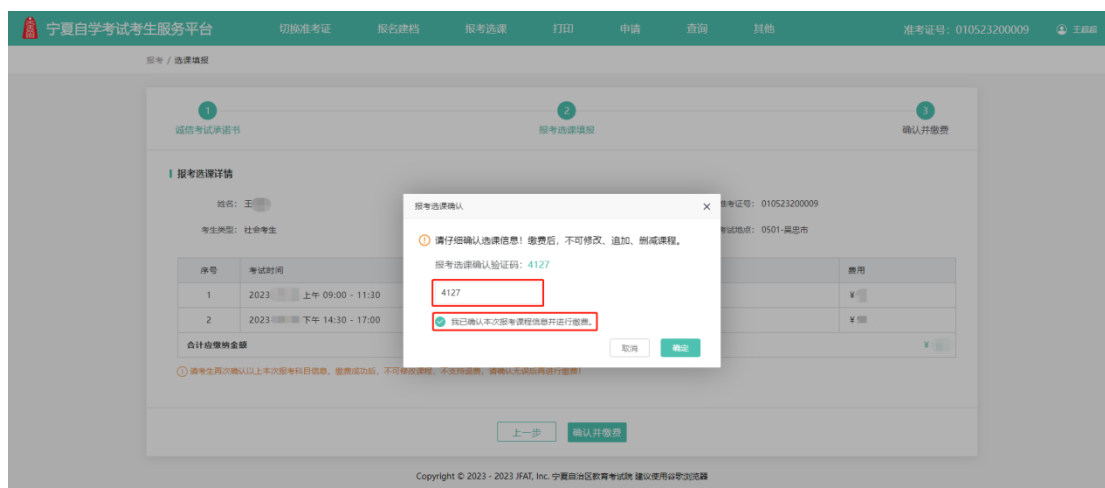 宁夏自学考试考生服务平台 切换准考证 报名建档 报考选课 打印 申请 查询 其他 准考证号：010523200009 王超超
报考 / 选课填报
1 2 3
诚信考试承诺书 报考选课填报 确认并缴费
报考选课详情
姓名： 王 准考证号： 010523200009
考生类型： 社会考生 考试地点： 0501-吴忠市
序号 考试时间 费用
1 2023 上午 09:00 - 11:30 ¥
2 2023 下午 14:30 - 17:00 ¥
合计应缴纳金额 ¥
请考生再次确认以上本次报考科目信息，缴费成功后，不可修改课程，不支持退费，请确认无误后再进行缴费！
报考选课确认 ×
请仔细确认选课信息！缴费后，不可修改、追加、删减课程。
报考选课确认验证码：4127
4127
我已确认本次报考课程信息并进行缴费。
取消 确定
上一步 确认并缴费
Copyright © 2023 - 2023 JFAT, Inc. 宁夏自治区教育考试院 建议使用谷歌浏览器